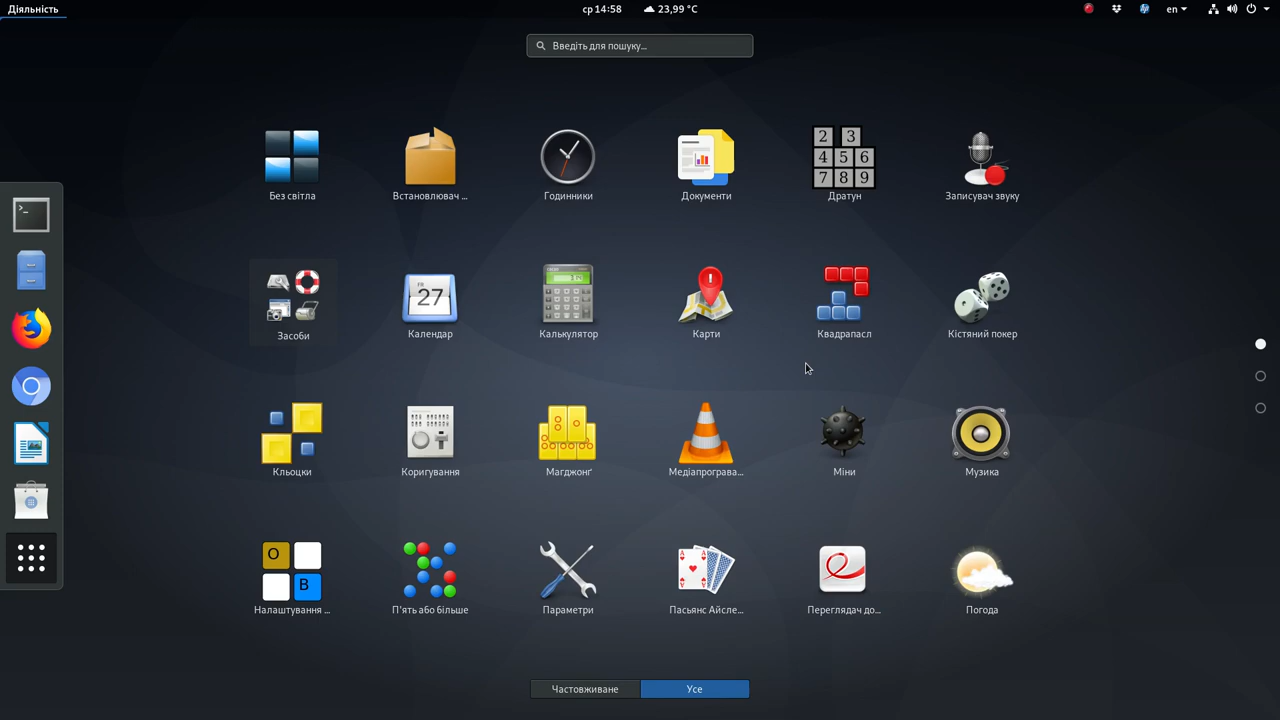 Діяльність
ср 14:58
23,99 °C
en
Введіть для пошуку...
Без світла
Встановлювач ...
Годинники
Документи
Дратун
Записувач звуку
Засоби
Календар
Калькулятор
Карти
Квадрапасл
Кістяний покер
Кльоцки
Коригування
Магджонґ
Медіапрограва...
Міни
Музика
Налаштування ...
П'ять або більше
Параметри
Пасьянс Айсле...
Переглядач до...
Погода
Частовживане
Усе